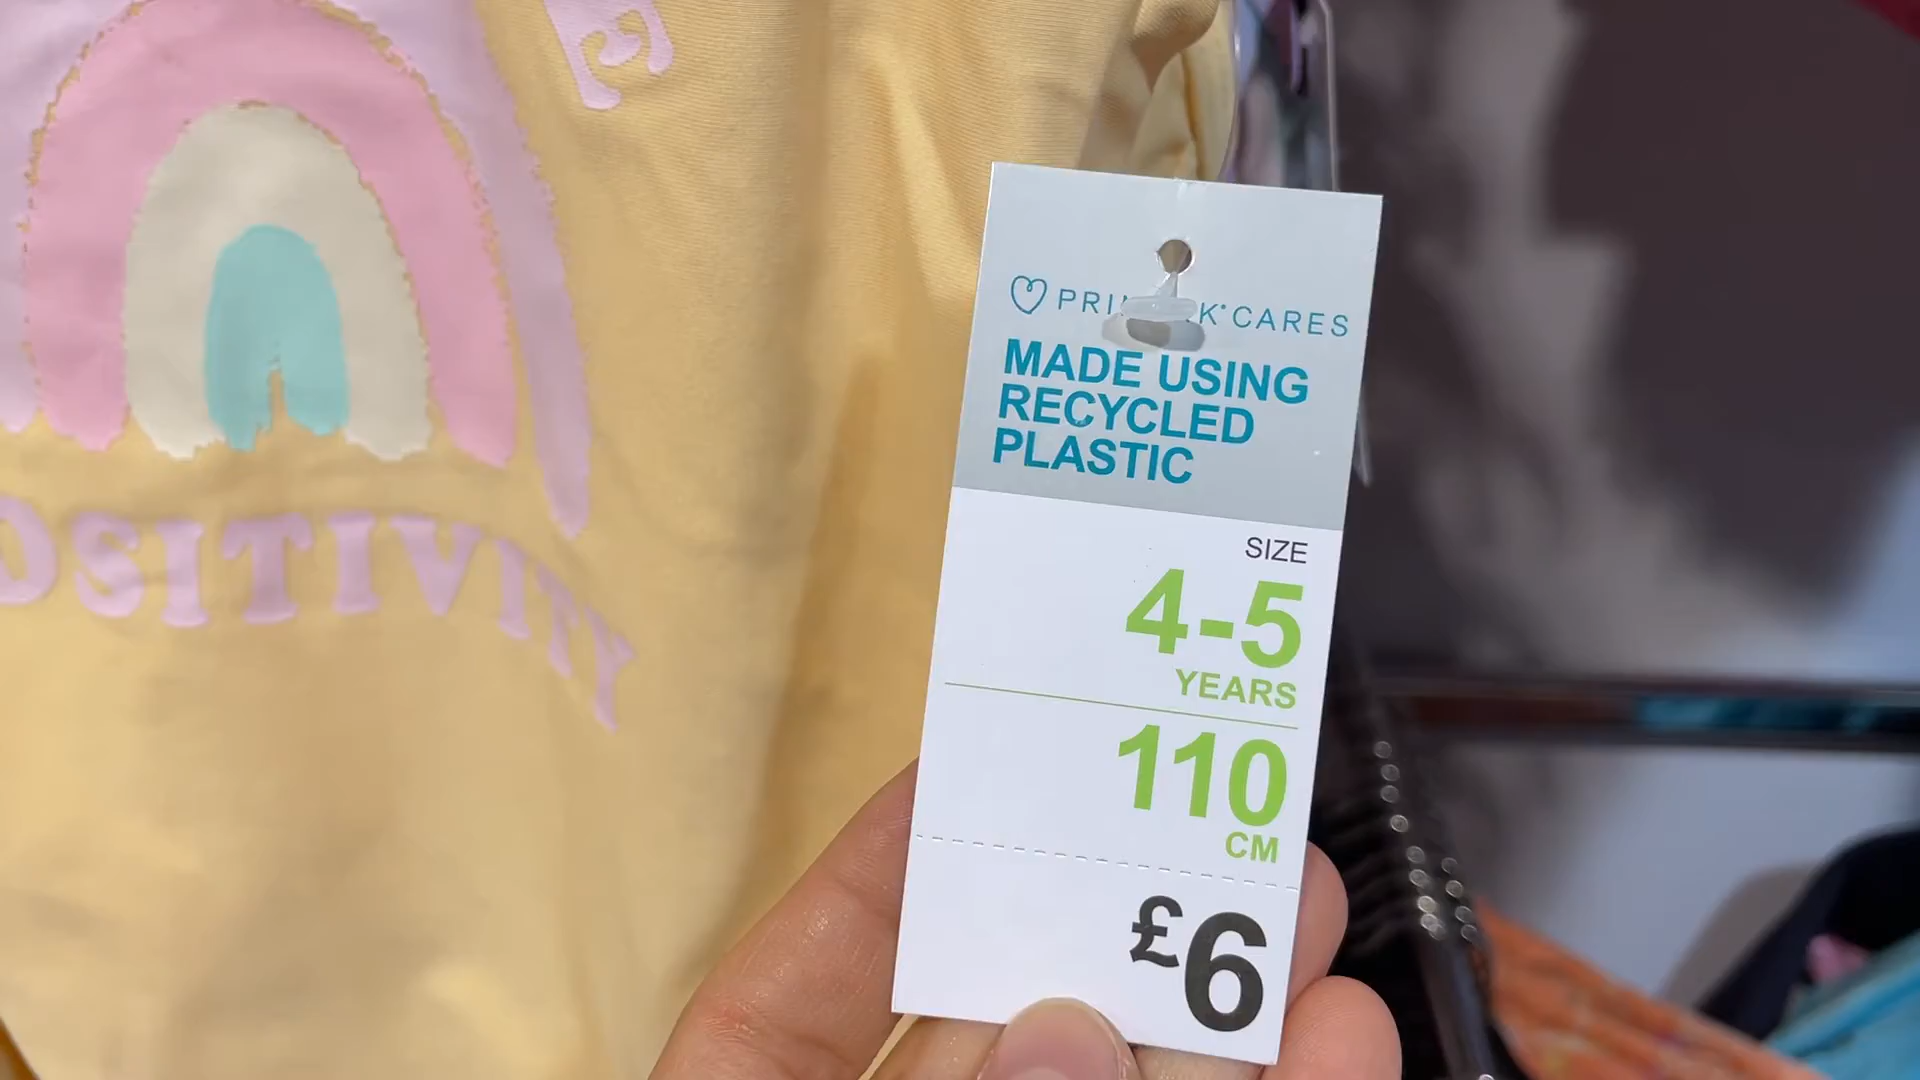 CARES
MADE USING
RECYCLED
PLASTIC
SIZE
4-5
YEARS
110
CM
£6